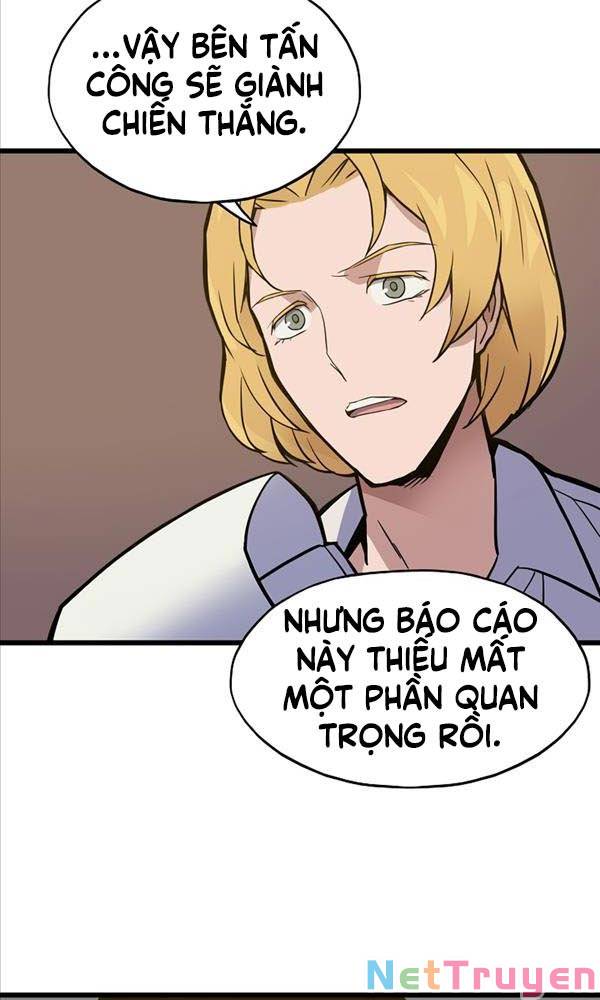 ...VẬY BÊN TẤN
CÔNG SẼ GIÀNH
CHIẾN THẮNG.
NHƯNG BÁO CÁO
NÀY THIẾU MẤT
MỘT PHẦN QUAN
TRỌNG RỒI.
NetTruyen